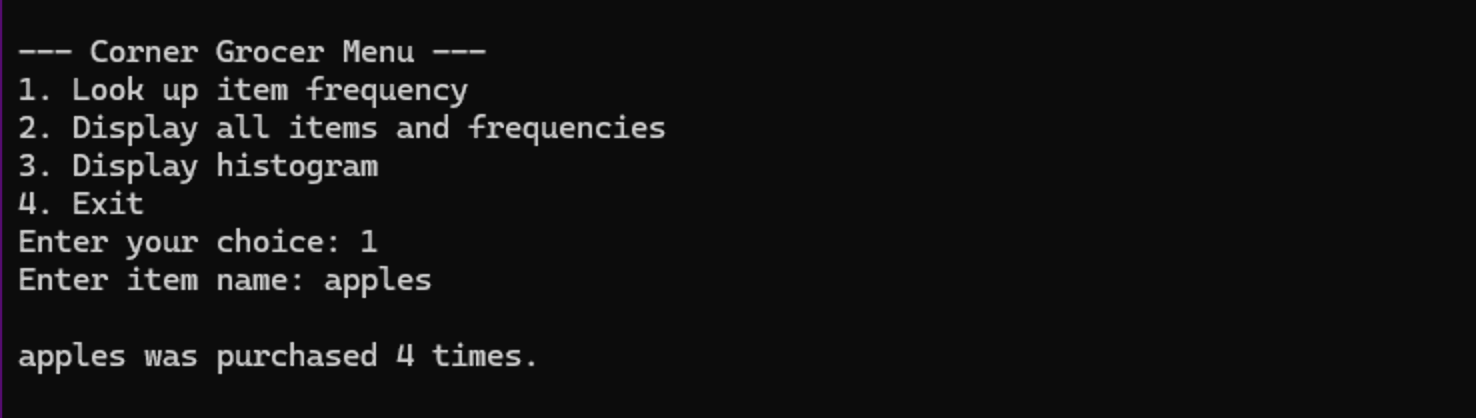 --- Corner Grocer Menu ---
1. Look up item frequency
2. Display all items and frequencies
3. Display histogram
4. Exit
Enter your choice: 1
Enter item name: apples
apples was purchased 4 times.